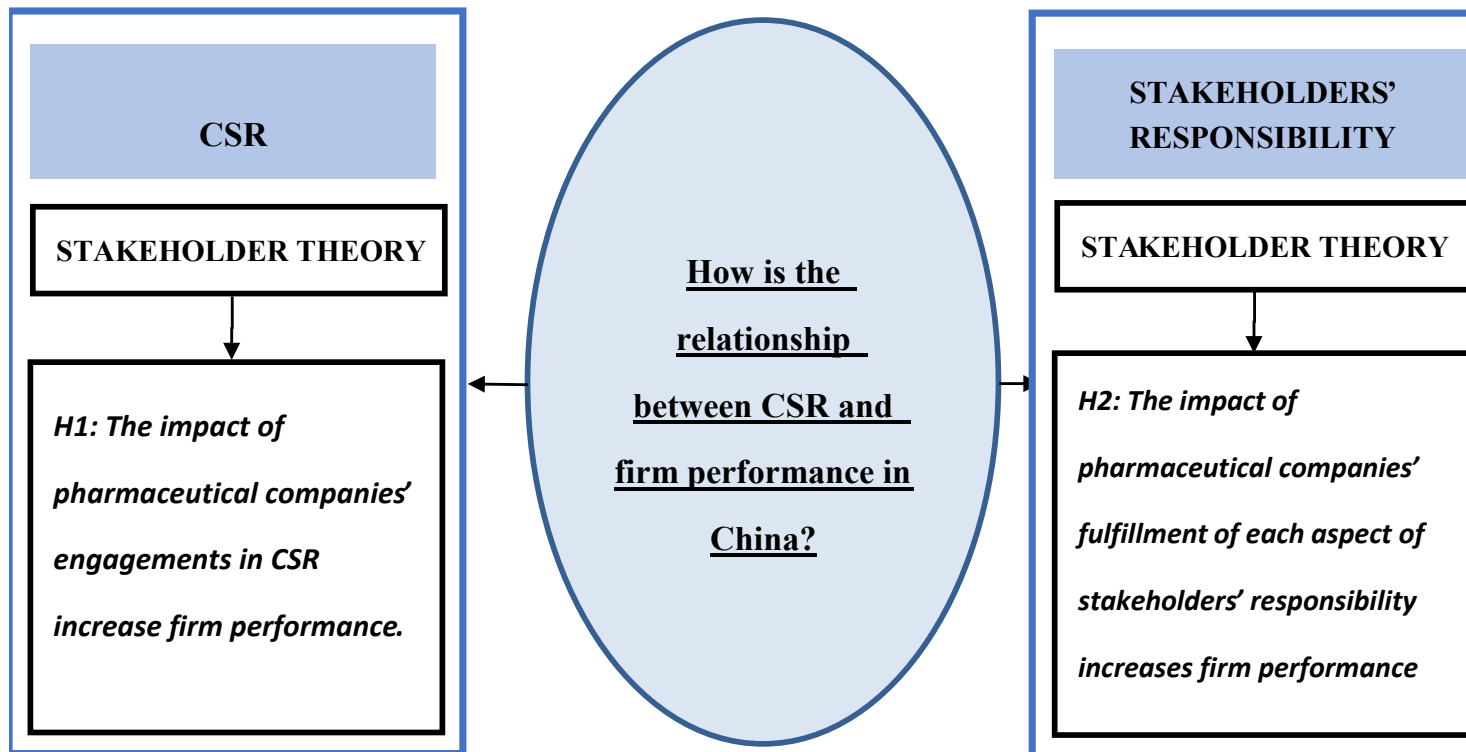 CSR
STAKEHOLDER THEORY
H1: The impact of
pharmaceutical companies’
engagements in CSR
increase firm performance.
How is the
relationship
between CSR and
firm performance in
China?
STAKEHOLDERS’
RESPONSIBILITY
STAKEHOLDER THEORY
H2: The impact of
pharmaceutical companies’
fulfillment of each aspect of
stakeholders’ responsibility
increases firm performance